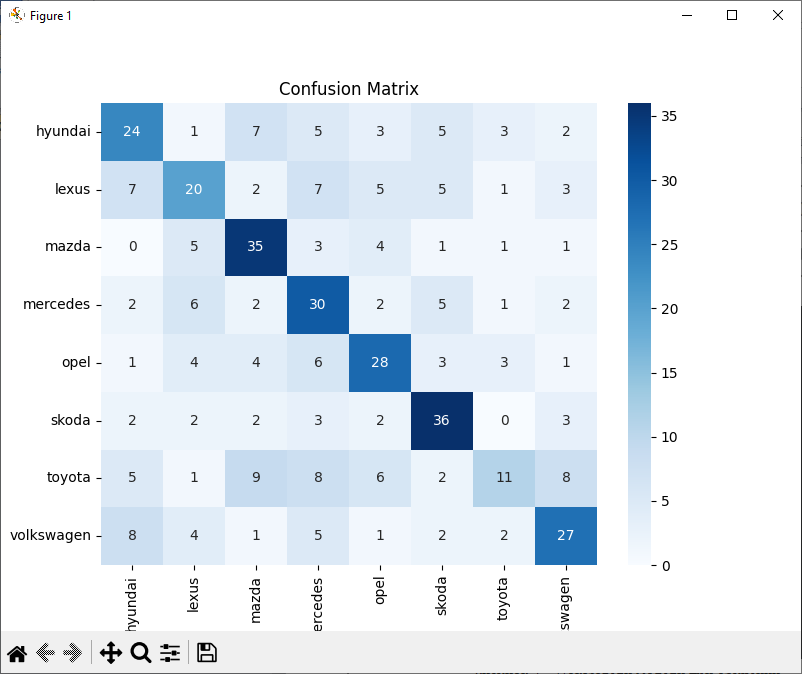 Figure 1
Confusion Matrix
hyundai 24 1 7 5 3 5 3 2
lexus 7 20 2 7 5 5 1 3
mazda 0 5 35 3 4 1 1 1
mercedes 2 6 2 30 2 5 1 2
opel 1 4 4 6 28 3 3 1
skoda 2 2 2 3 2 36 0 3
toyota 5 1 9 8 6 2 11 8
volkswagen 8 4 1 5 1 2 2 27
hyundai lexus mazda ercedes opel skoda toyota swagen
35
30
25
20
15
10
5
0